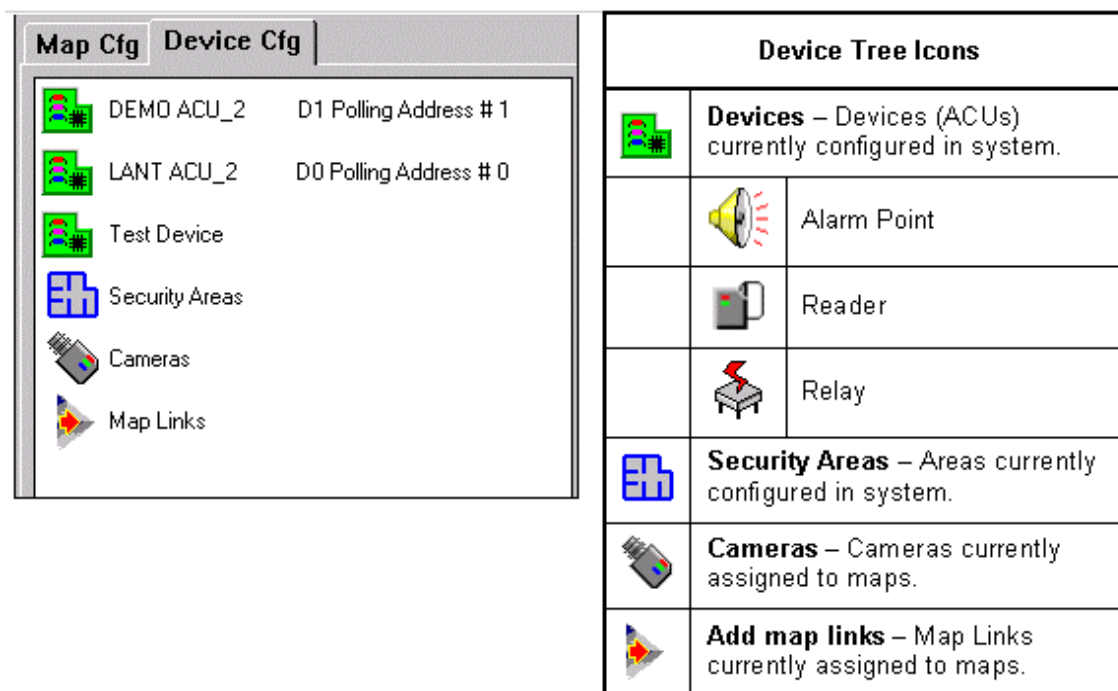 Map Cfg Device Cfg
DEMO ACU_2 D1 Polling Address # 1
LANT ACU_2 D0 Polling Address # 0
Test Device
Security Areas
Cameras
Map Links
Device Tree Icons
Devices – Devices (ACUs)
currently configured in system.
Alarm Point
Reader
Relay
Security Areas – Areas currently
configured in system.
Cameras – Cameras currently
assigned to maps.
Add map links – Map Links
currently assigned to maps.